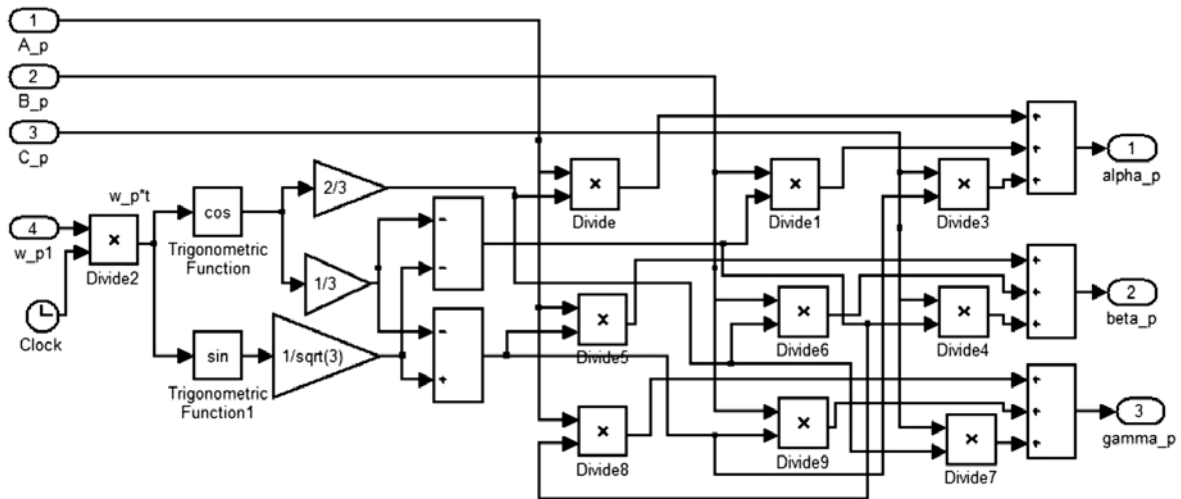 1
A_p
2
B_p
3
C_p
4
w_p1
w_p*t
×
Divide2
Clock
cos
Trigonometric
Function
sin
Trigonometric
Function1
2/3
1/3
1/sqrt(3)
-
-
-
+
×
Divide
×
Divide1
×
Divide3
×
Divide5
×
Divide6
×
Divide4
×
Divide8
×
Divide9
×
Divide7
+
+
+
1
alpha_p
+
+
+
2
beta_p
+
+
+
3
gamma_p